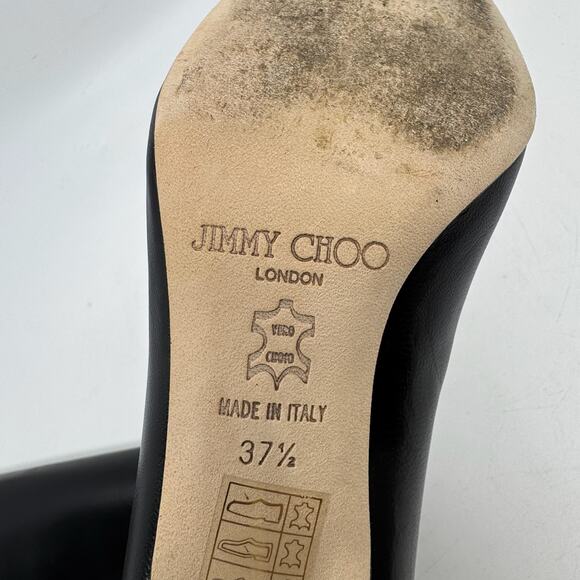 JIMMY CHOO
LONDON
VERO
CUOIO
MADE IN ITALY
37½